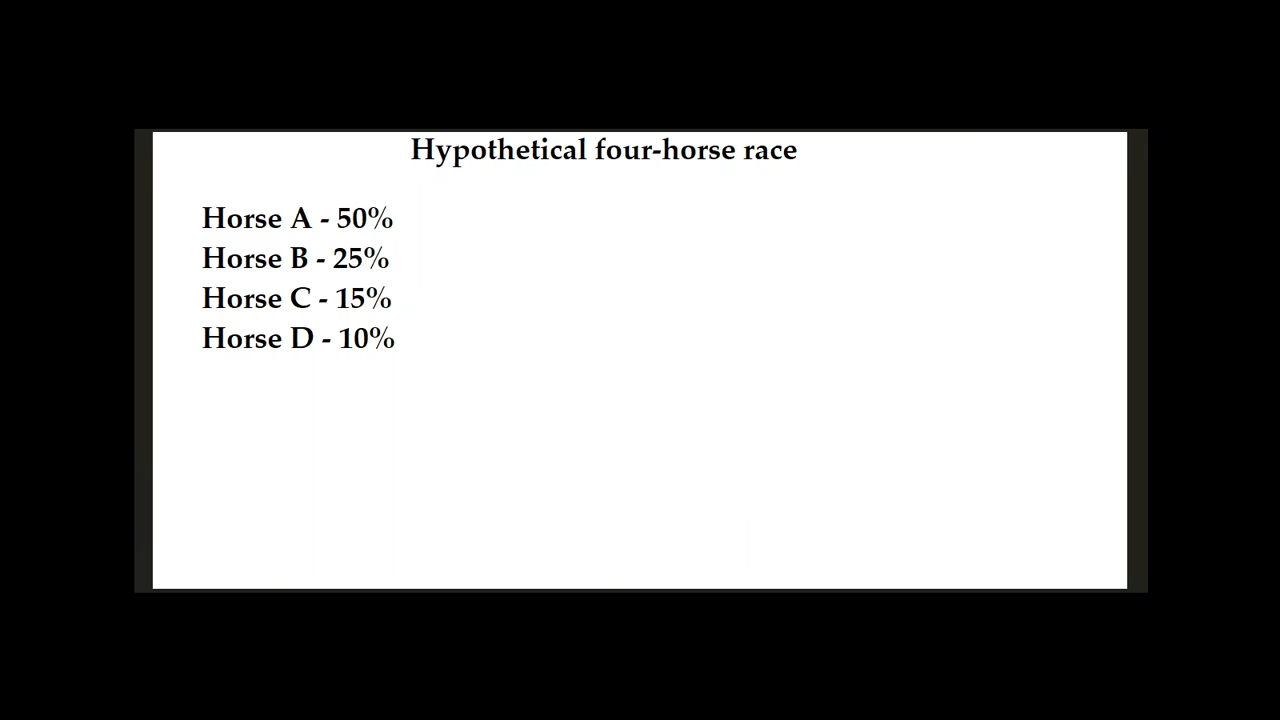 Hypothetical four-horse race
Horse A - 50%
Horse B - 25%
Horse C - 15%
Horse D - 10%